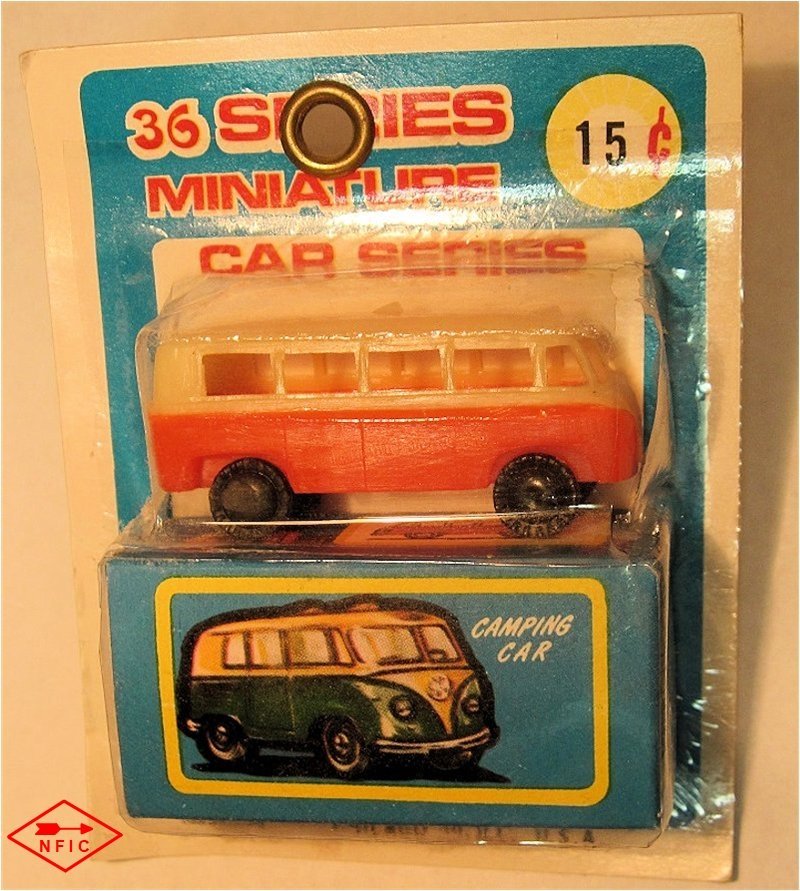 36 SERIES
15¢
MINIATURE
CAR SERIES
CAMPING
CAR
U.S.A
NFIC